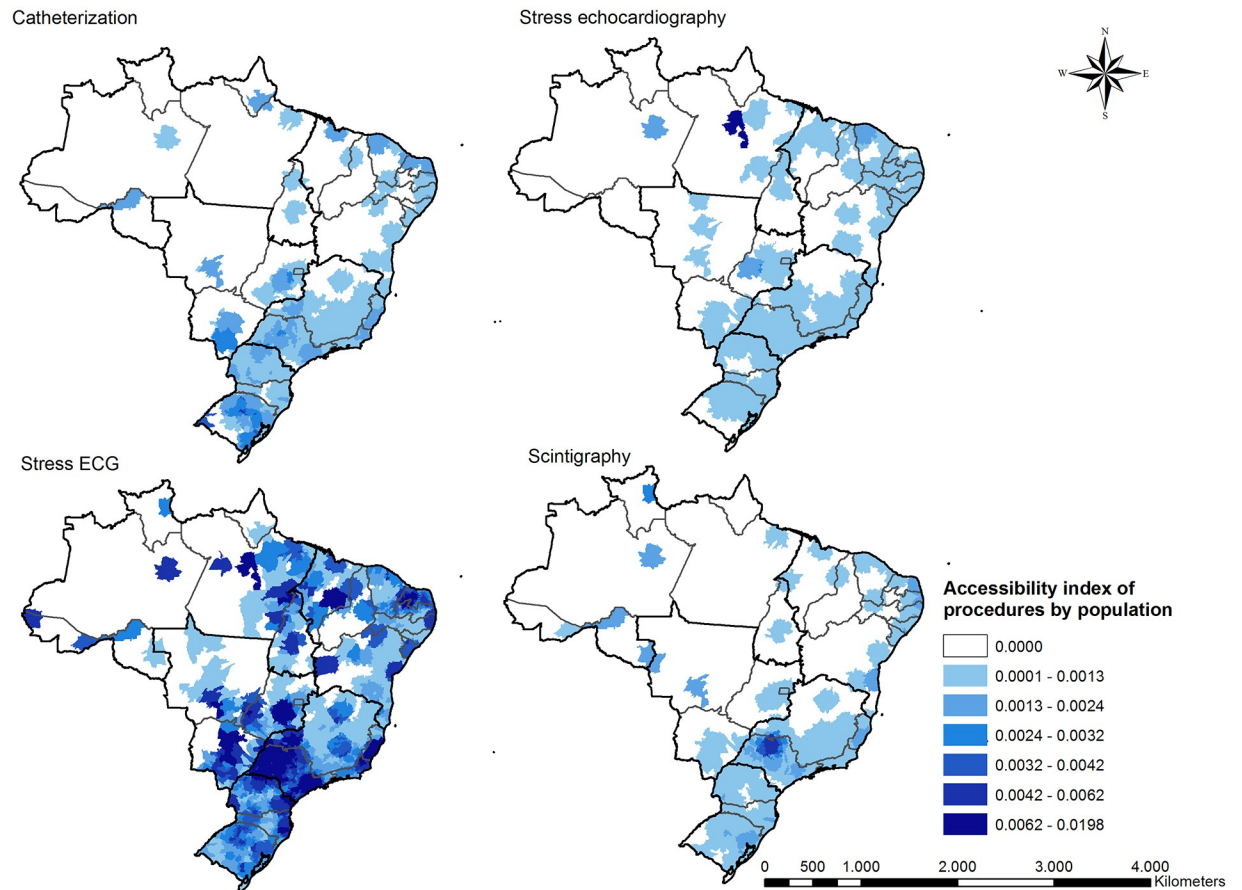 Catheterization
Stress echocardiography
N
W
E
S
Stress ECG
Scintigraphy
Accessibility index of
procedures by population
0.0000
0.0001 - 0.0013
0.0013 - 0.0024
0.0024 - 0.0032
0.0032 - 0.0042
0.0042 - 0.0062
0.0062 - 0.0198
0 500 1.000 2.000 3.000 4.000
Kilometers